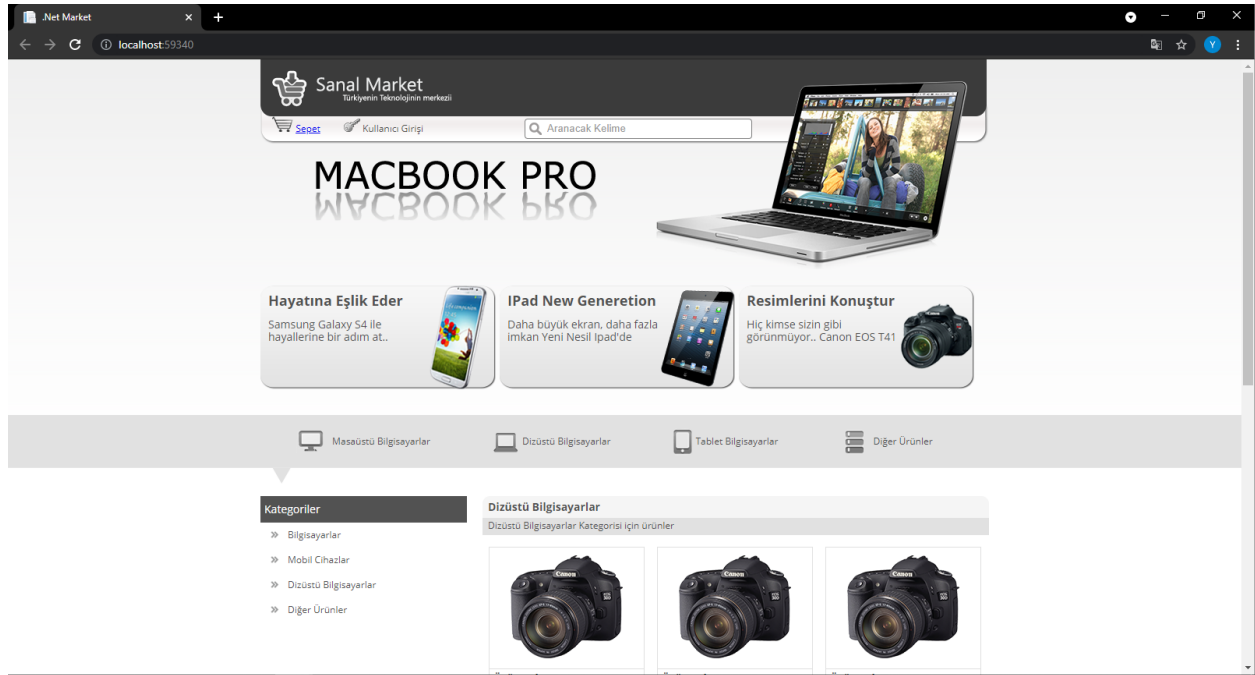 .Net Market
localhost:59340
Y
Sanal Market
Türkiyenin Teknolojinin merkezii
Sepet
Kullanıcı Girişi
Aranacak Kelime
MACBOOK PRO
Hayatına Eşlik Eder
Samsung Galaxy S4 ile
hayallerine bir adım at..
IPad New Generetion
Daha büyük ekran, daha fazla
imkan Yeni Nesil Ipad'de
Resimlerini Konuştur
Hiç kimse sizin gibi
görünmüyor.. Canon EOS T41
Masaüstü Bilgisayarlar
Dizüstü Bilgisayarlar
Tablet Bilgisayarlar
Diğer Ürünler
Kategoriler
Bilgisayarlar
Mobil Cihazlar
Dizüstü Bilgisayarlar
Diğer Ürünler
Dizüstü Bilgisayarlar
Dizüstü Bilgisayarlar Kategorisi için ürünler
Canon
Canon
Canon